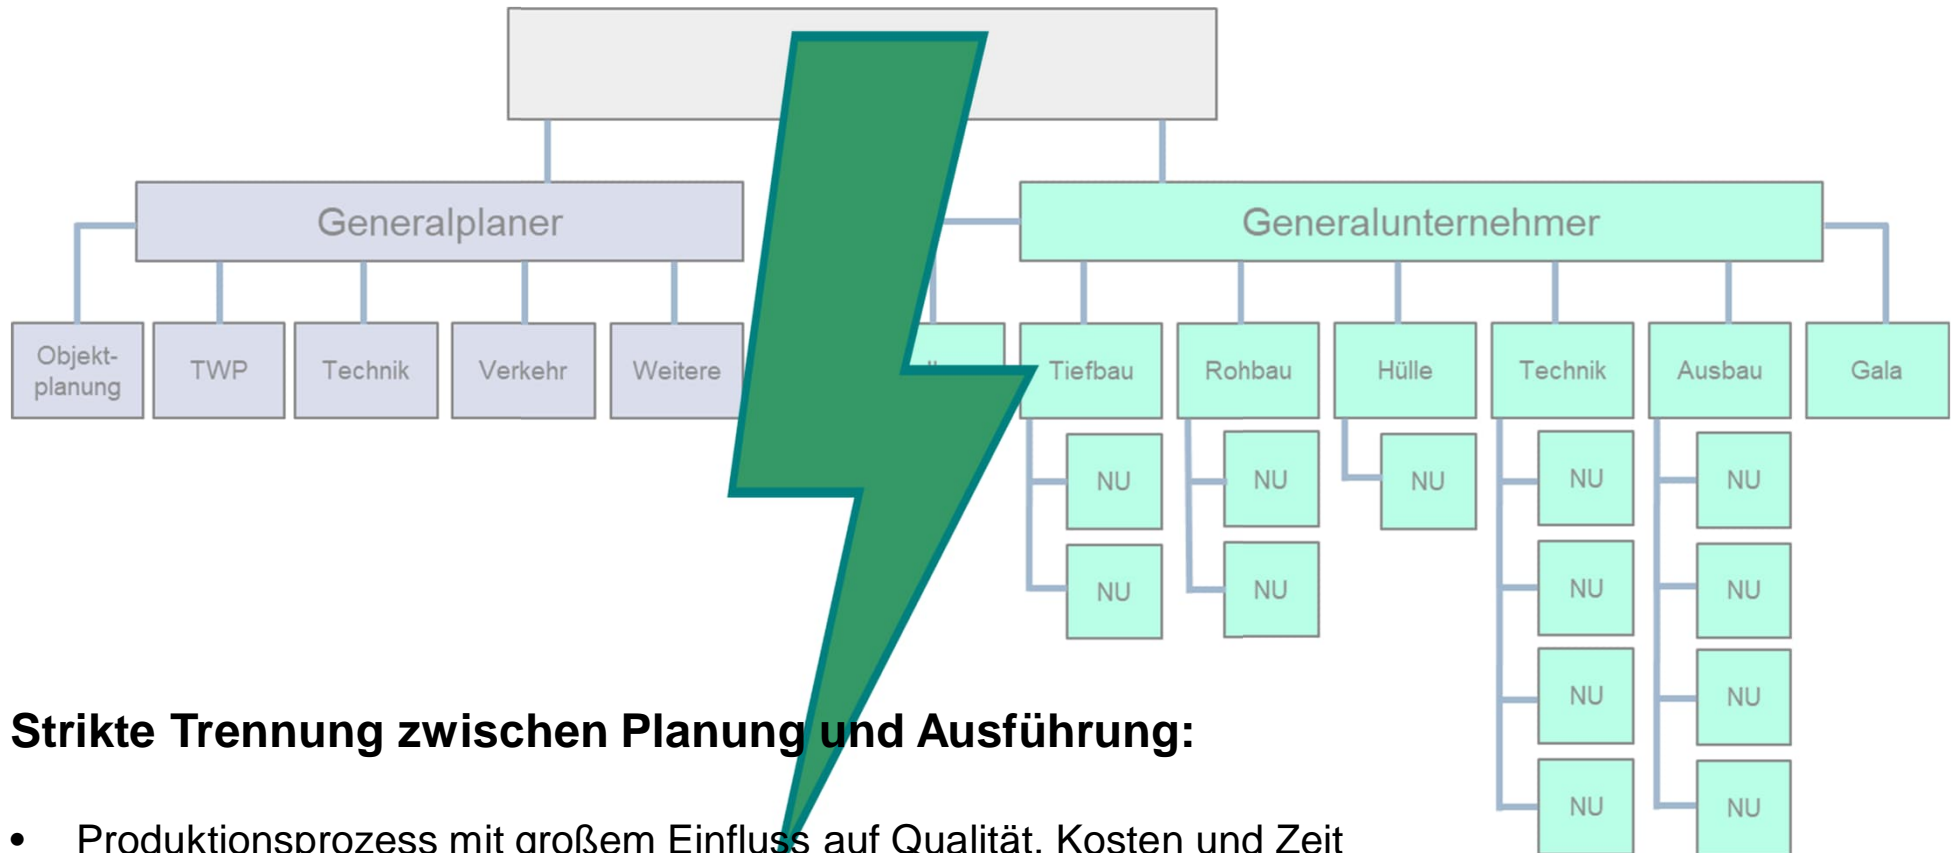 Generalplaner
Generalunternehmer
Objekt-
planung
TWP
Technik
Verkehr
Weitere
Tiefbau
Rohbau
Hülle
Technik
Ausbau
Gala
NU
NU
NU
NU
NU
NU
NU
NU
NU
NU
NU
NU
NU
Strikte Trennung zwischen Planung und Ausführung:
• Produktionsprozess mit großem Einfluss auf Qualität, Kosten und Zeit